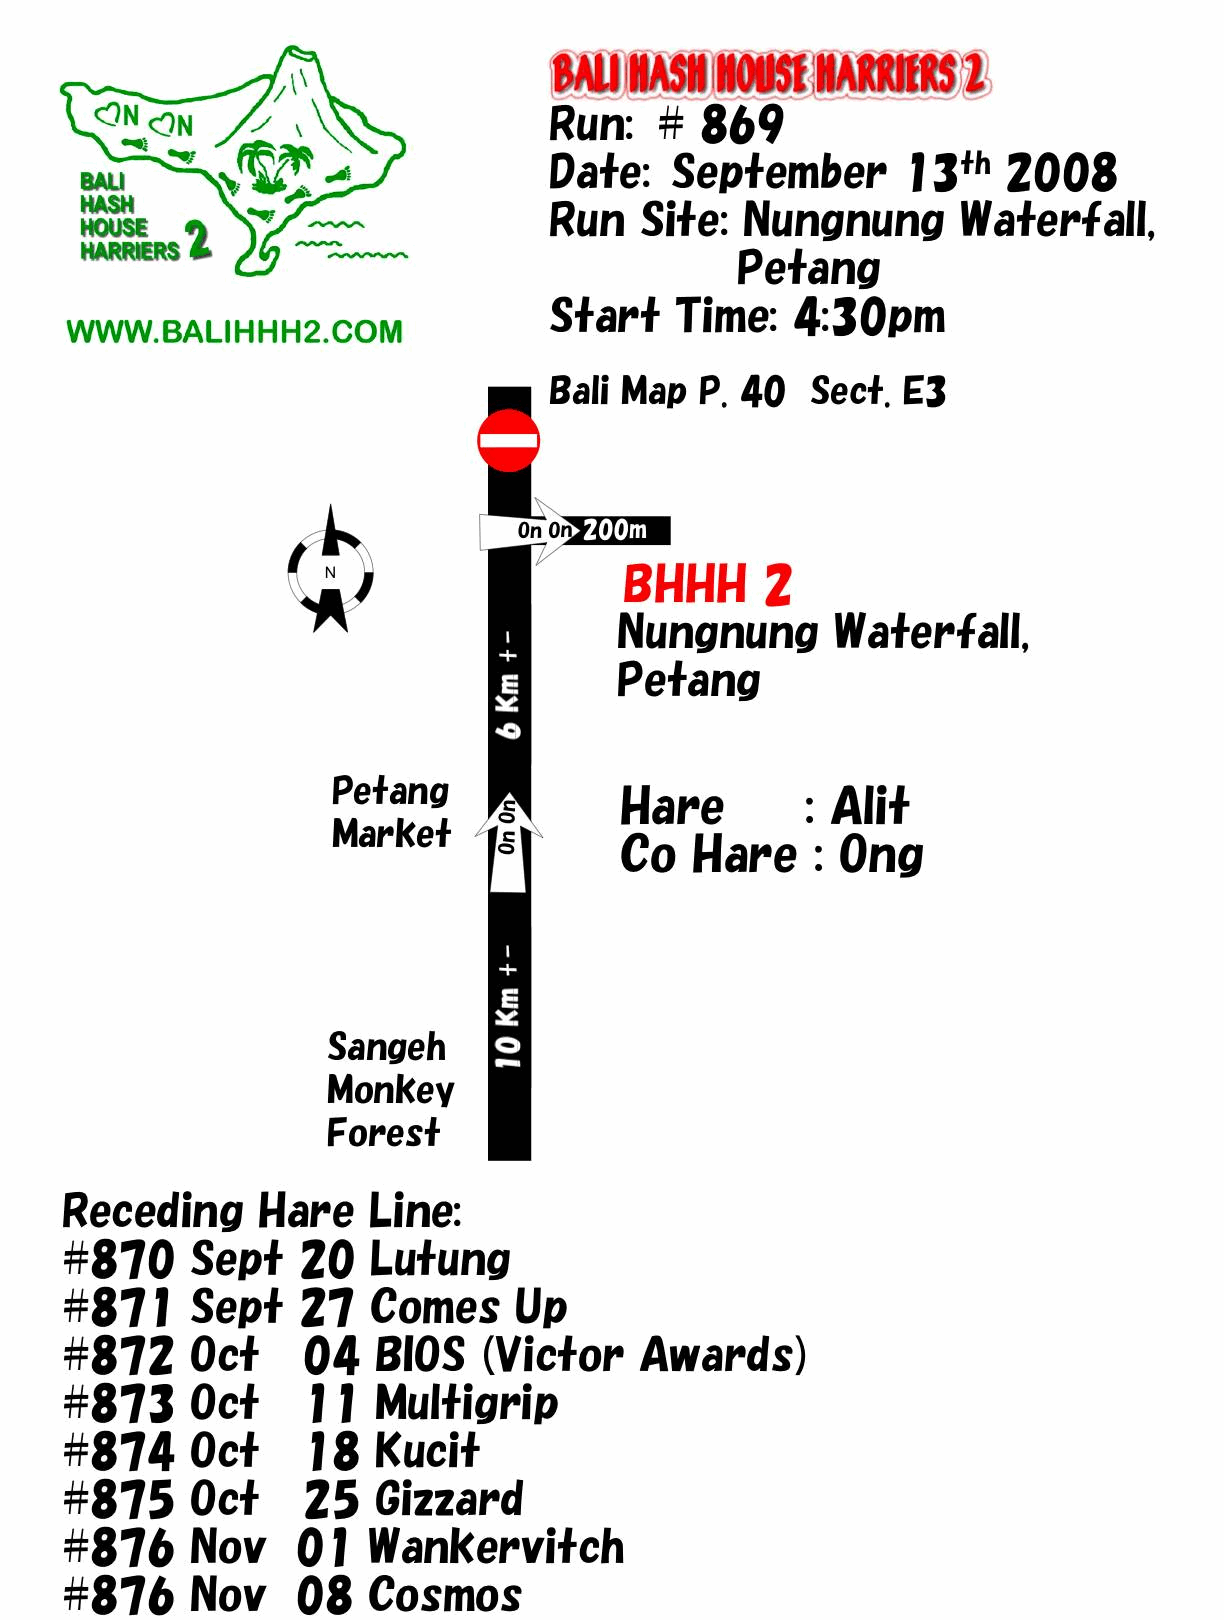 BALI HASH HOUSE HARRIERS 2
Run: # 869
Date: September 13th 2008
Run Site: Nungnung Waterfall,
Petang
Start Time: 4:30pm
Bali Map P. 40 Sect. E3
N N
BALI
HASH
HOUSE
HARRIERS 2
WWW.BALIHHH2.COM
On On 200m
N
BHHH 2
Nungnung Waterfall,
Petang
6 Km + -
Petang
Market
On On
Hare : Alit
Co Hare : Ong
10 Km + -
Sangeh
Monkey
Forest
Receding Hare Line:
#870 Sept 20 Lutung
#871 Sept 27 Comes Up
#872 Oct 04 BIOS (Victor Awards)
#873 Oct 11 Multigrip
#874 Oct 18 Kucit
#875 Oct 25 Gizzard
#876 Nov 01 Wankervitch
#876 Nov 08 Cosmos